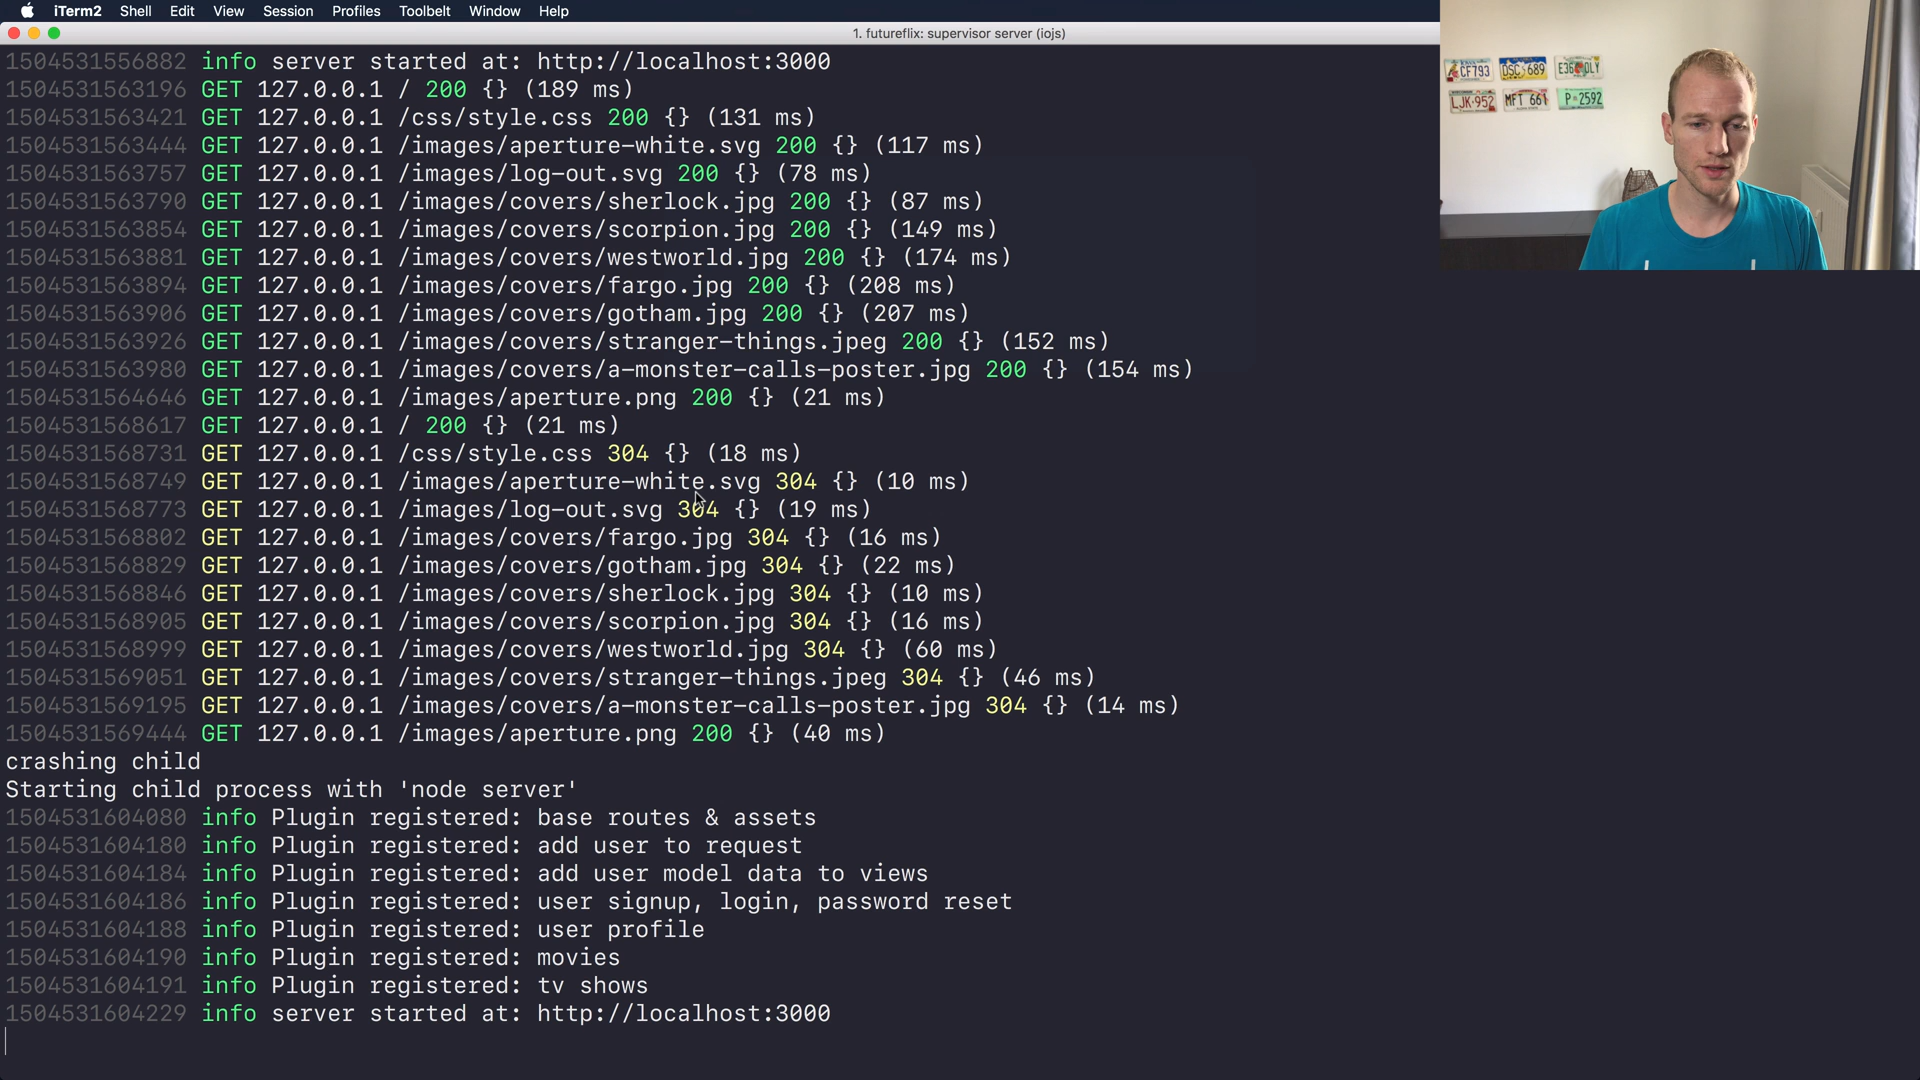 iTerm2 Shell Edit View Session Profiles Toolbelt Window Help
1. futureflix: supervisor server (iojs)
1504531556882 info server started at: http://localhost:3000
1504531563196 GET 127.0.0.1 / 200 {} (189 ms)
1504531563421 GET 127.0.0.1 /css/style.css 200 {} (131 ms)
1504531563444 GET 127.0.0.1 /images/aperture-white.svg 200 {} (117 ms)
1504531563757 GET 127.0.0.1 /images/log-out.svg 200 {} (78 ms)
1504531563790 GET 127.0.0.1 /images/covers/sherlock.jpg 200 {} (87 ms)
1504531563854 GET 127.0.0.1 /images/covers/scorpion.jpg 200 {} (149 ms)
1504531563881 GET 127.0.0.1 /images/covers/westworld.jpg 200 {} (174 ms)
1504531563894 GET 127.0.0.1 /images/covers/fargo.jpg 200 {} (208 ms)
1504531563906 GET 127.0.0.1 /images/covers/gotham.jpg 200 {} (207 ms)
1504531563926 GET 127.0.0.1 /images/covers/stranger-things.jpeg 200 {} (152 ms)
1504531563980 GET 127.0.0.1 /images/covers/a-monster-calls-poster.jpg 200 {} (154 ms)
1504531564646 GET 127.0.0.1 /images/aperture.png 200 {} (21 ms)
1504531568617 GET 127.0.0.1 / 200 {} (21 ms)
1504531568731 GET 127.0.0.1 /css/style.css 304 {} (18 ms)
1504531568749 GET 127.0.0.1 /images/aperture-white.svg 304 {} (10 ms)
1504531568773 GET 127.0.0.1 /images/log-out.svg 304 {} (19 ms)
1504531568802 GET 127.0.0.1 /images/covers/fargo.jpg 304 {} (16 ms)
1504531568829 GET 127.0.0.1 /images/covers/gotham.jpg 304 {} (22 ms)
1504531568846 GET 127.0.0.1 /images/covers/sherlock.jpg 304 {} (10 ms)
1504531568905 GET 127.0.0.1 /images/covers/scorpion.jpg 304 {} (16 ms)
1504531568999 GET 127.0.0.1 /images/covers/westworld.jpg 304 {} (60 ms)
1504531569051 GET 127.0.0.1 /images/covers/stranger-things.jpeg 304 {} (46 ms)
1504531569195 GET 127.0.0.1 /images/covers/a-monster-calls-poster.jpg 304 {} (14 ms)
1504531569444 GET 127.0.0.1 /images/aperture.png 200 {} (40 ms)
crashing child
Starting child process with 'node server'
1504531604080 info Plugin registered: base routes & assets
1504531604180 info Plugin registered: add user to request
1504531604184 info Plugin registered: add user model data to views
1504531604186 info Plugin registered: user signup, login, password reset
1504531604188 info Plugin registered: user profile
1504531604190 info Plugin registered: movies
1504531604191 info Plugin registered: tv shows
1504531604229 info server started at: http://localhost:3000
CF793 DSC 689
LJK 952 MFT 661 P 2592